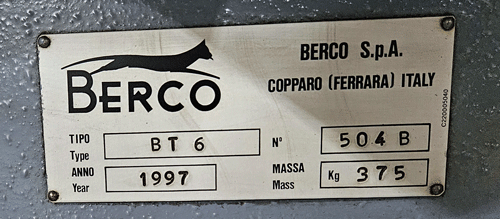 BERCO
BERCO S.p.A.
COPPARO (FERRARA) ITALY
TIPO
Type
BT 6
N°
504 B
ANNO
Year
1997
MASSA
Mass
Kg 375
C220005040